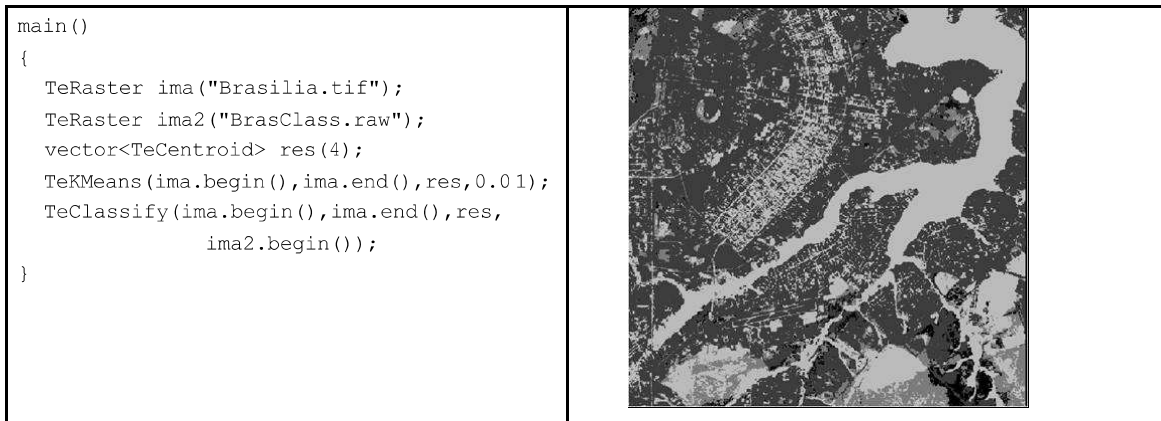 main()
{
TeRaster ima("Brasilia.tif");
TeRaster ima2("BrasClass.raw");
vector<TeCentroid> res(4);
TeKMeans(ima.begin(),ima.end(),res,0.01);
TeClassify(ima.begin(),ima.end(),res,
ima2.begin());
}